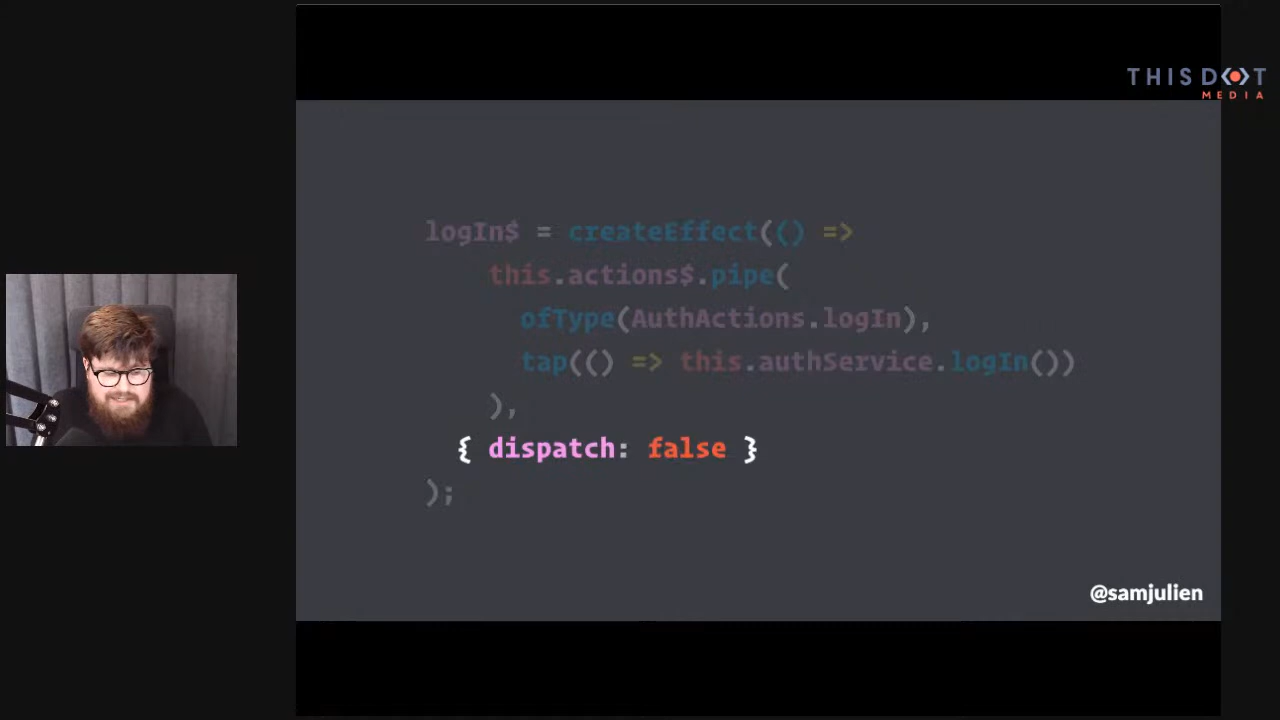 THIS DOT
MEDIA
logIn$ = createEffect(() =>
this.actions$.pipe(
ofType(AuthActions.logIn),
tap(() => this.authService.logIn())
),
{ dispatch: false }
);
@samjulien